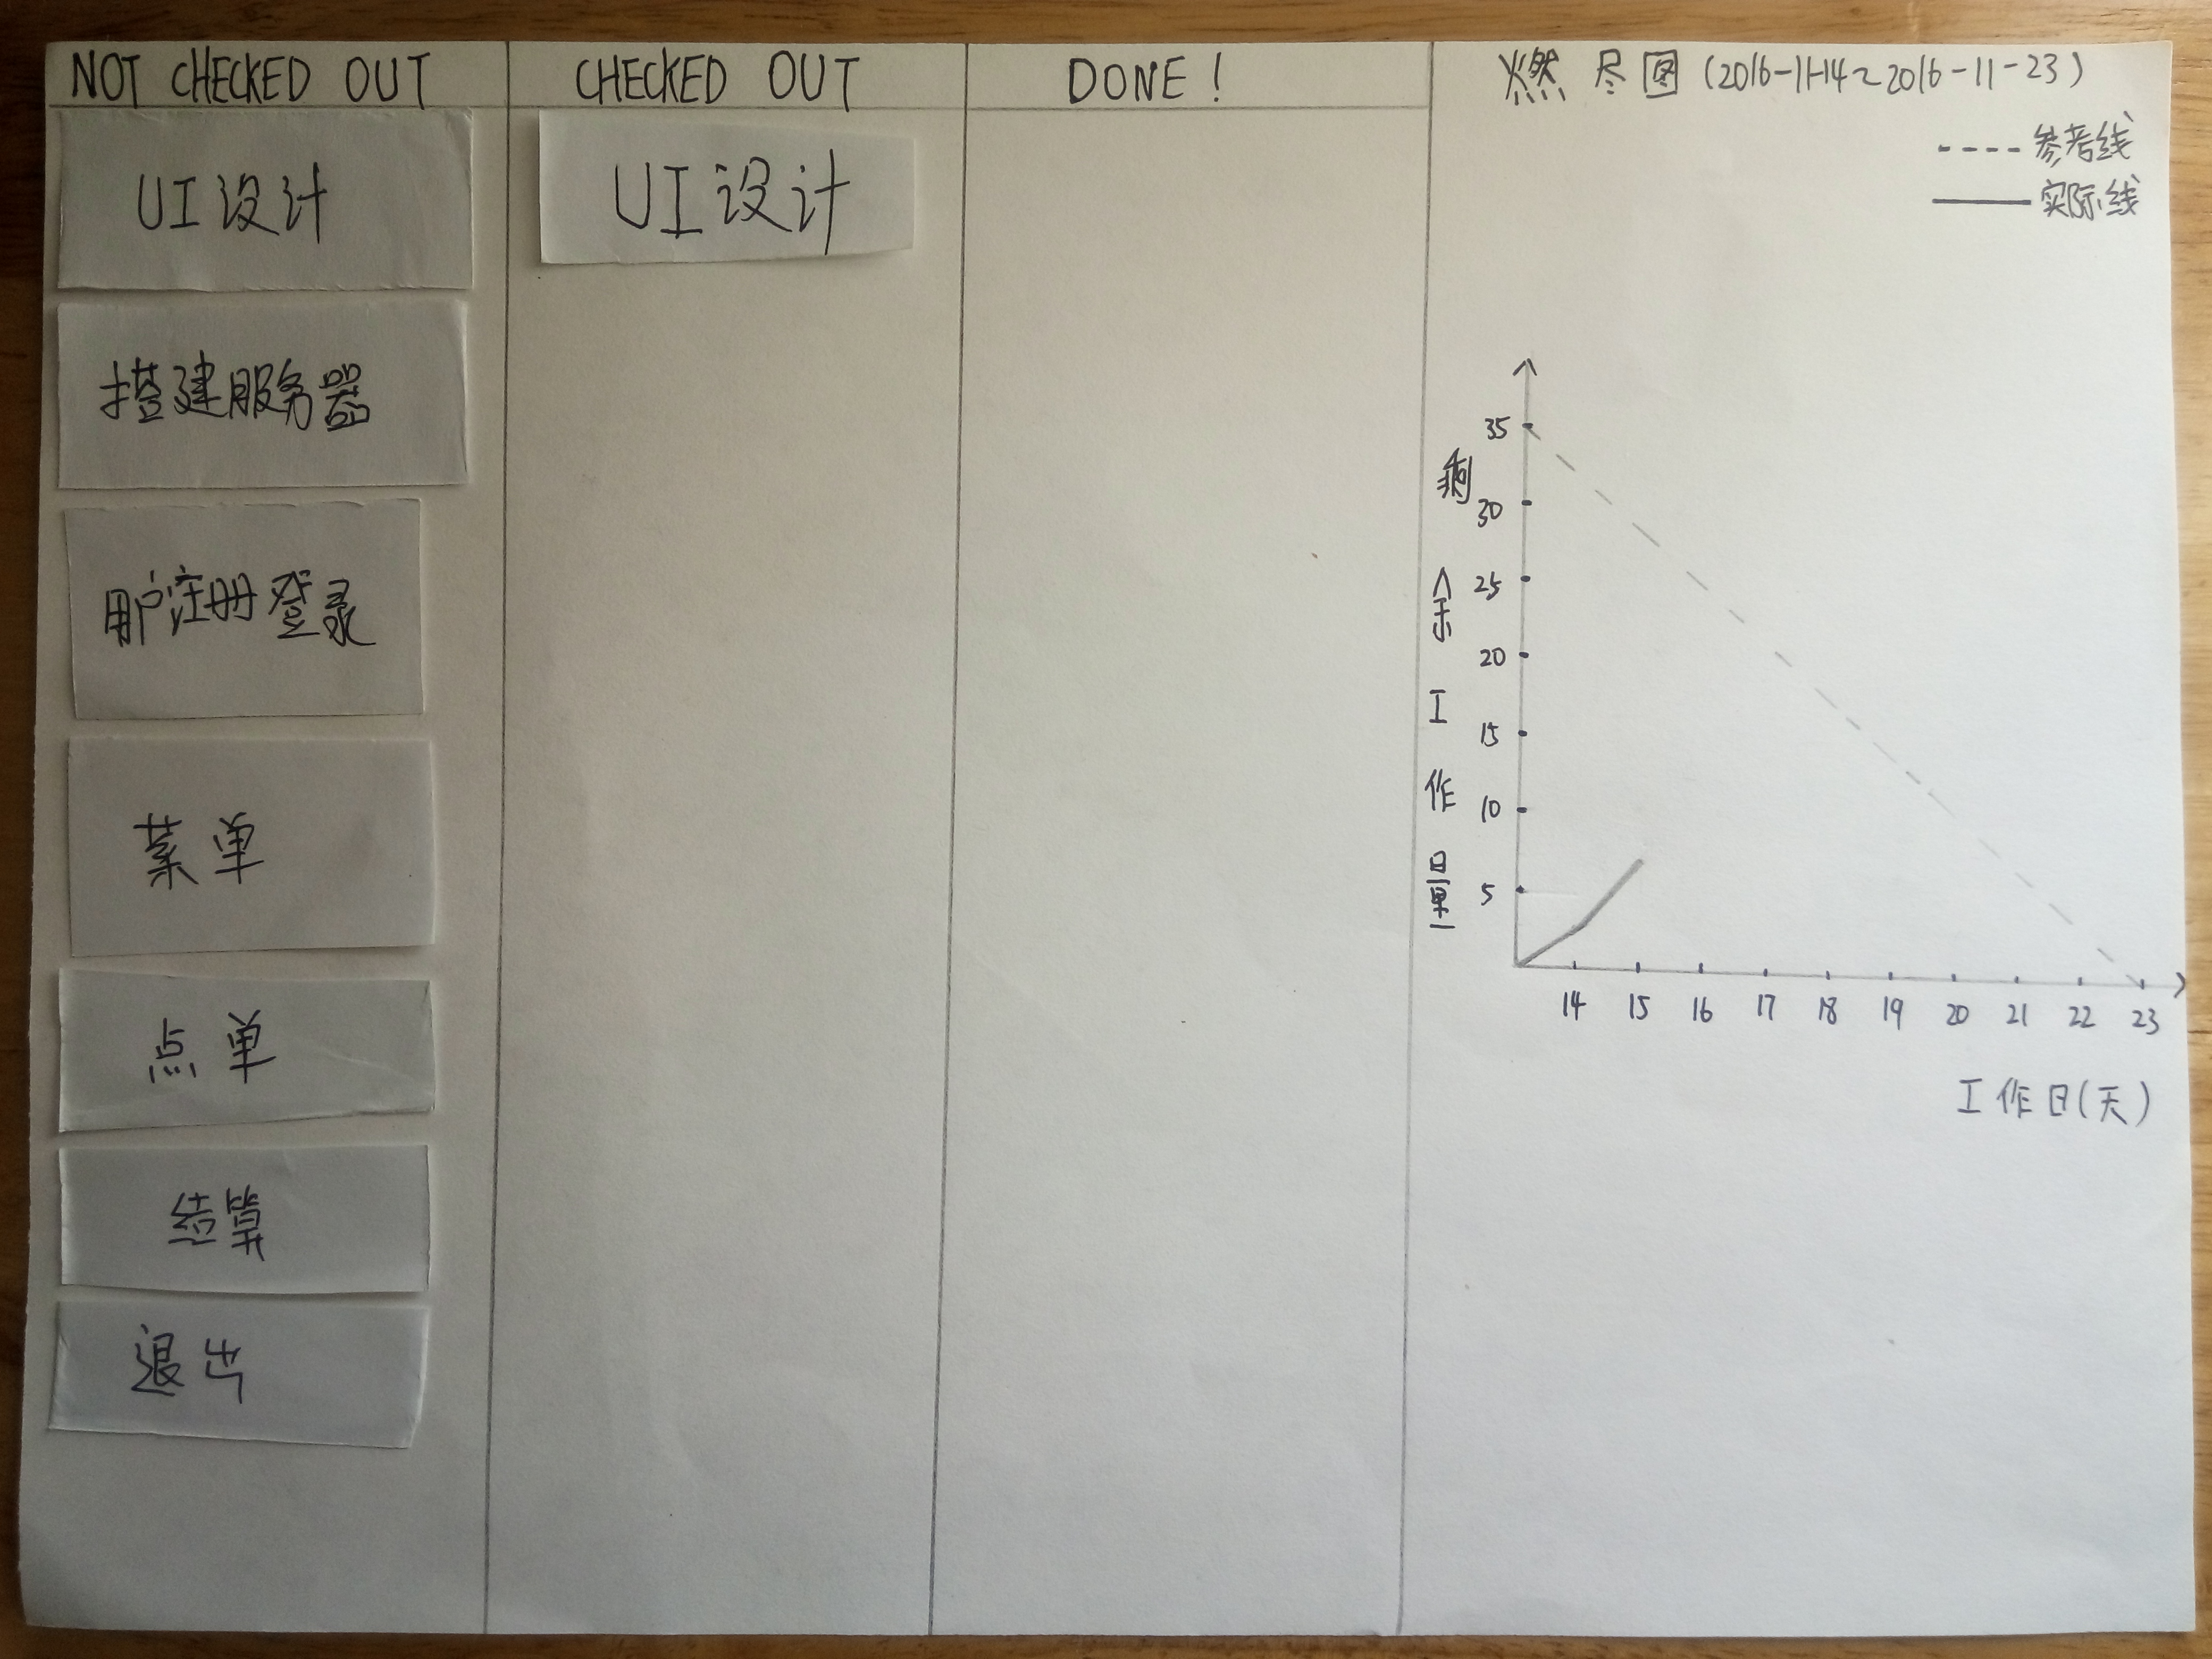 NOT CHECKED OUT
UI设计
搭建服务器
用户注册登录
菜单
点单
结算
退出
CHECKED OUT
UI设计
DONE!
燃尽图(2016-11-14~2016-11-23)
参考线
实际线
剩余工作量
35
30
25
20
15
10
5
14 15 16 17 18 19 20 21 22 23
工作日(天)